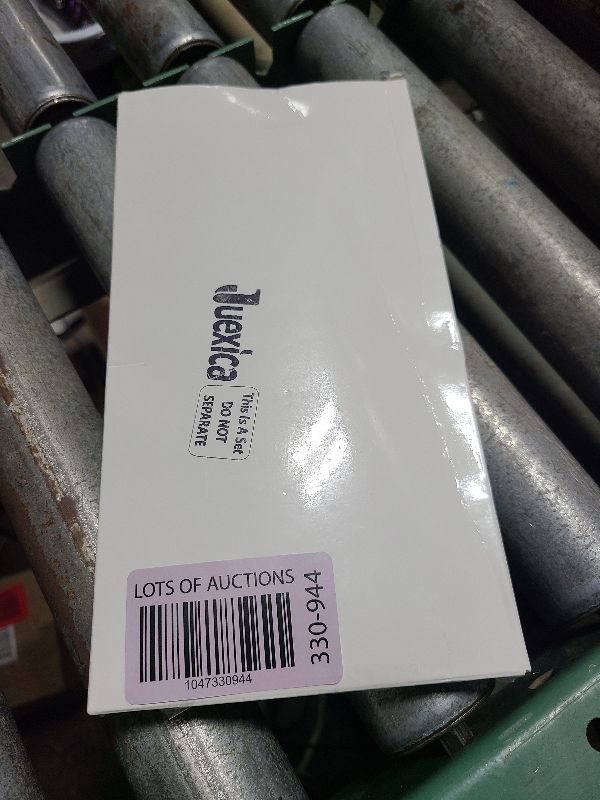 Juexica
This Is A Set
DO NOT
SEPARATE
LOTS OF AUCTIONS
1047330944
330-944